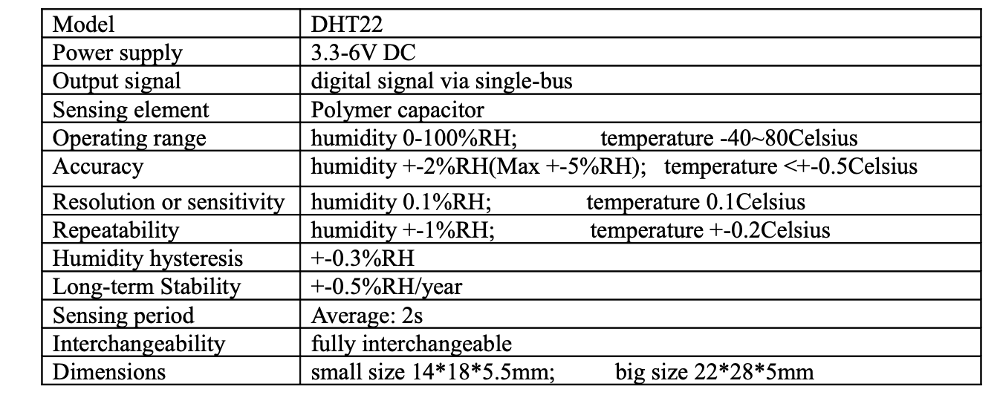 Model DHT22
Power supply 3.3-6V DC
Output signal digital signal via single-bus
Sensing element Polymer capacitor
Operating range humidity 0-100%RH; temperature -40~80Celsius
Accuracy humidity +-2%RH(Max +-5%RH); temperature <+-0.5Celsius
Resolution or sensitivity humidity 0.1%RH; temperature 0.1Celsius
Repeatability humidity +-1%RH; temperature +-0.2Celsius
Humidity hysteresis +-0.3%RH
Long-term Stability +-0.5%RH/year
Sensing period Average: 2s
Interchangeability fully interchangeable
Dimensions small size 14*18*5.5mm; big size 22*28*5mm